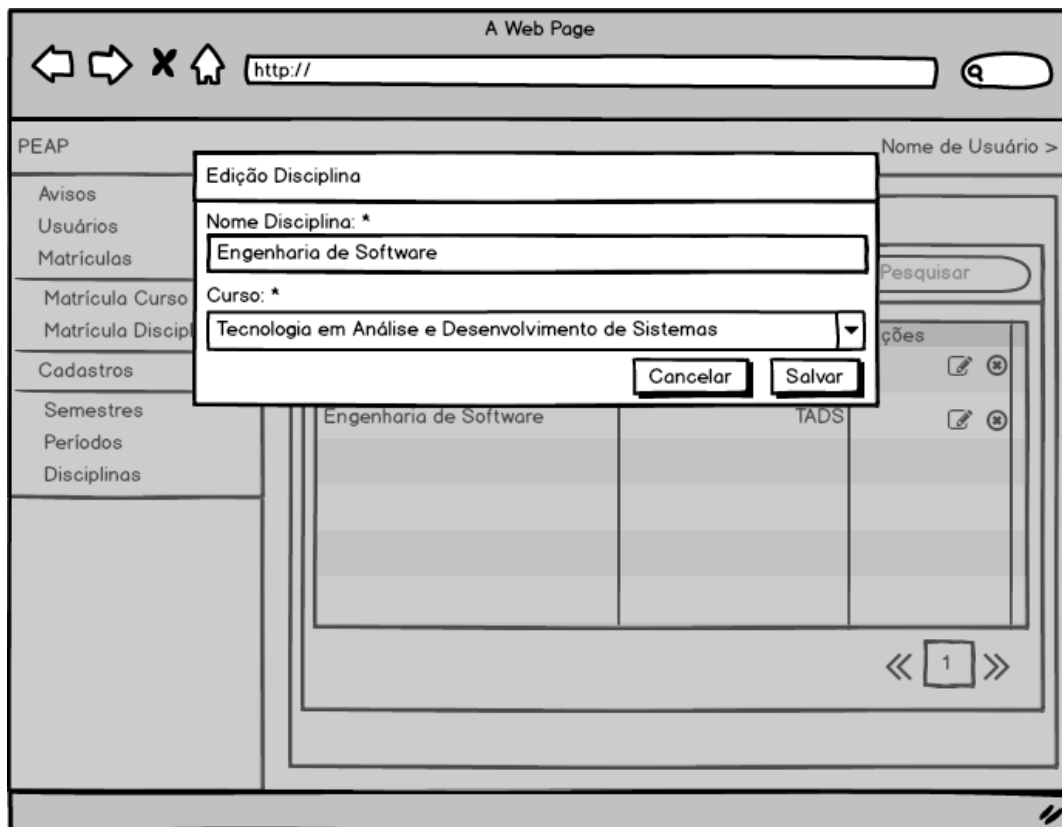 A Web Page
http://
PEAP
Nome de Usuário >
Avisos
Usuários
Matrículas
Matrícula Curso
Matrícula Discipl
Cadastros
Semestres
Períodos
Disciplinas
Edição Disciplina
Nome Disciplina: *
Engenharia de Software
Curso: *
Tecnologia em Análise e Desenvolvimento de Sistemas
Cancelar Salvar
Pesquisar
ções
Engenharia de Software TADS
1